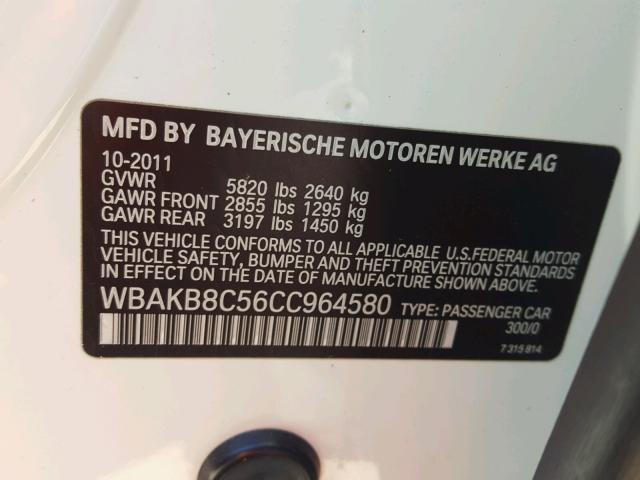 MFD BY BAYERISCHE MOTOREN WERKE AG
10-2011
GVWR 5820 lbs 2640 kg
GAWR FRONT 2855 lbs 1295 kg
GAWR REAR 3197 lbs 1450 kg
THIS VEHICLE CONFORMS TO ALL APPLICABLE U.S.FEDERAL MOTOR
VEHICLE SAFETY, BUMPER AND THEFT PREVENTION STANDARDS
IN EFFECT ON THE DATE OF MANUFACTURE SHOWN ABOVE.
WBAKB8C56CC964580 TYPE: PASSENGER CAR
300/0
7 315 814